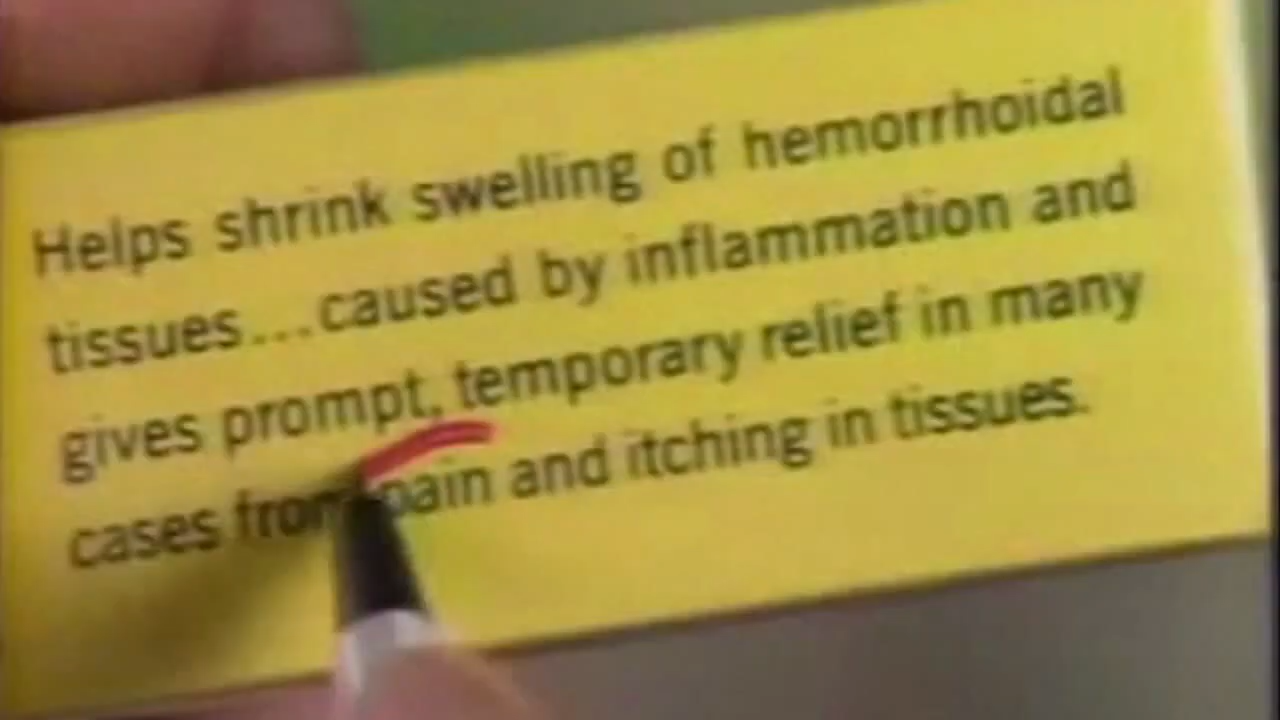 Helps shrink swelling of hemorrhoidal
tissues...caused by inflammation and
gives prompt, temporary relief in many
cases from pain and itching in tissues.